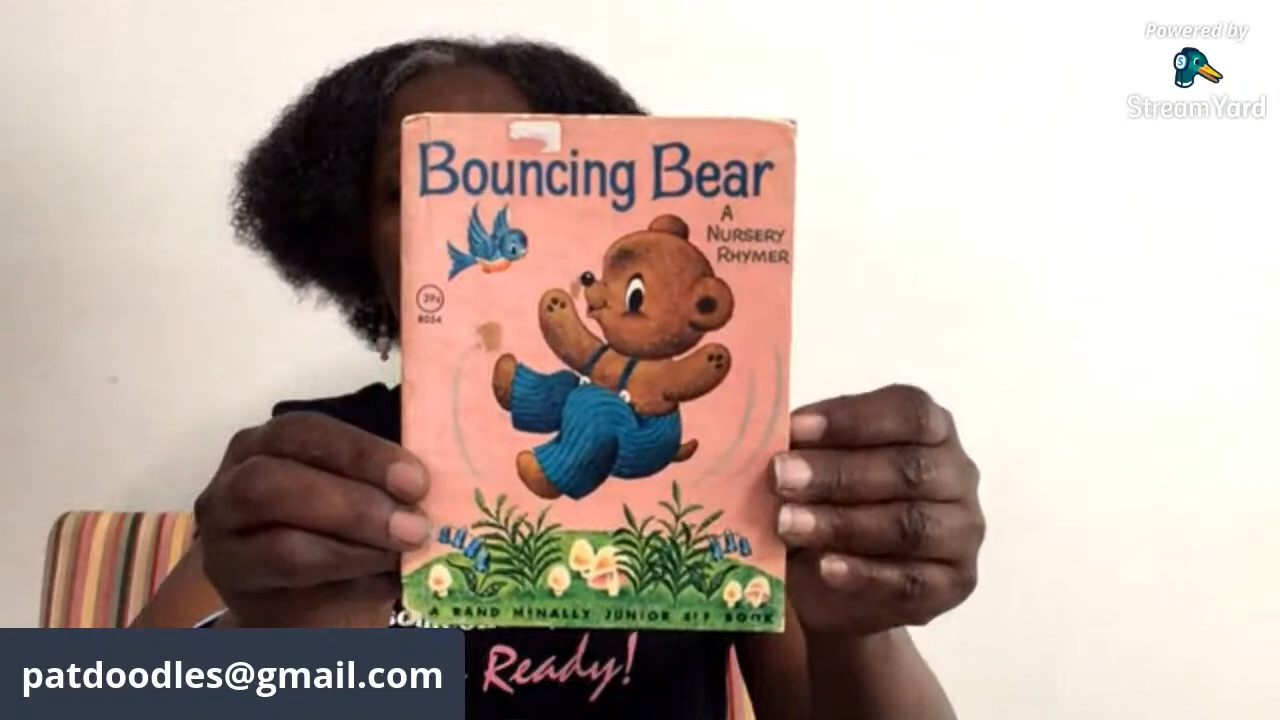 Powered by
StreamYard
Bouncing Bear
A
NURSERY
RHYMER
39¢
8054
A RAND MCNALLY JUNIOR ELF BOOK
Ready!
patdoodles@gmail.com